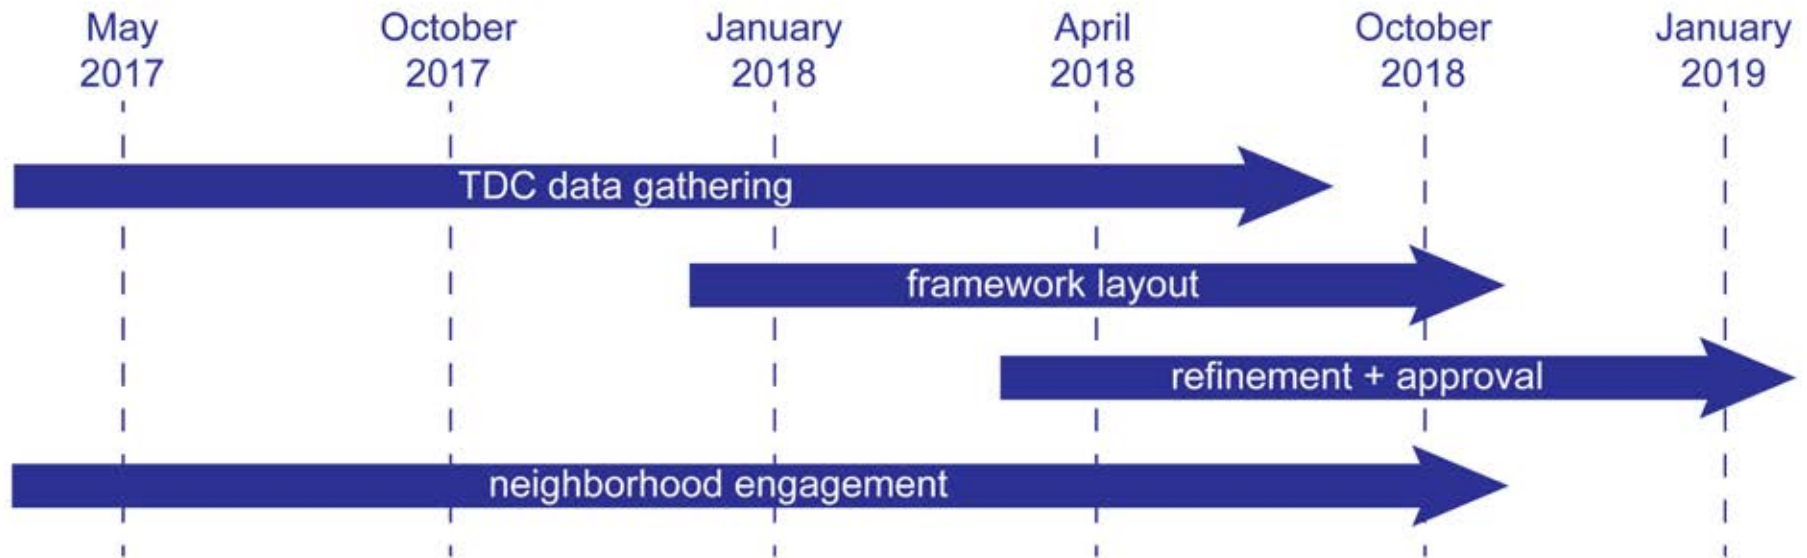 May
2017
October
2017
January
2018
April
2018
October
2018
January
2019
TDC data gathering
framework layout
refinement + approval
neighborhood engagement